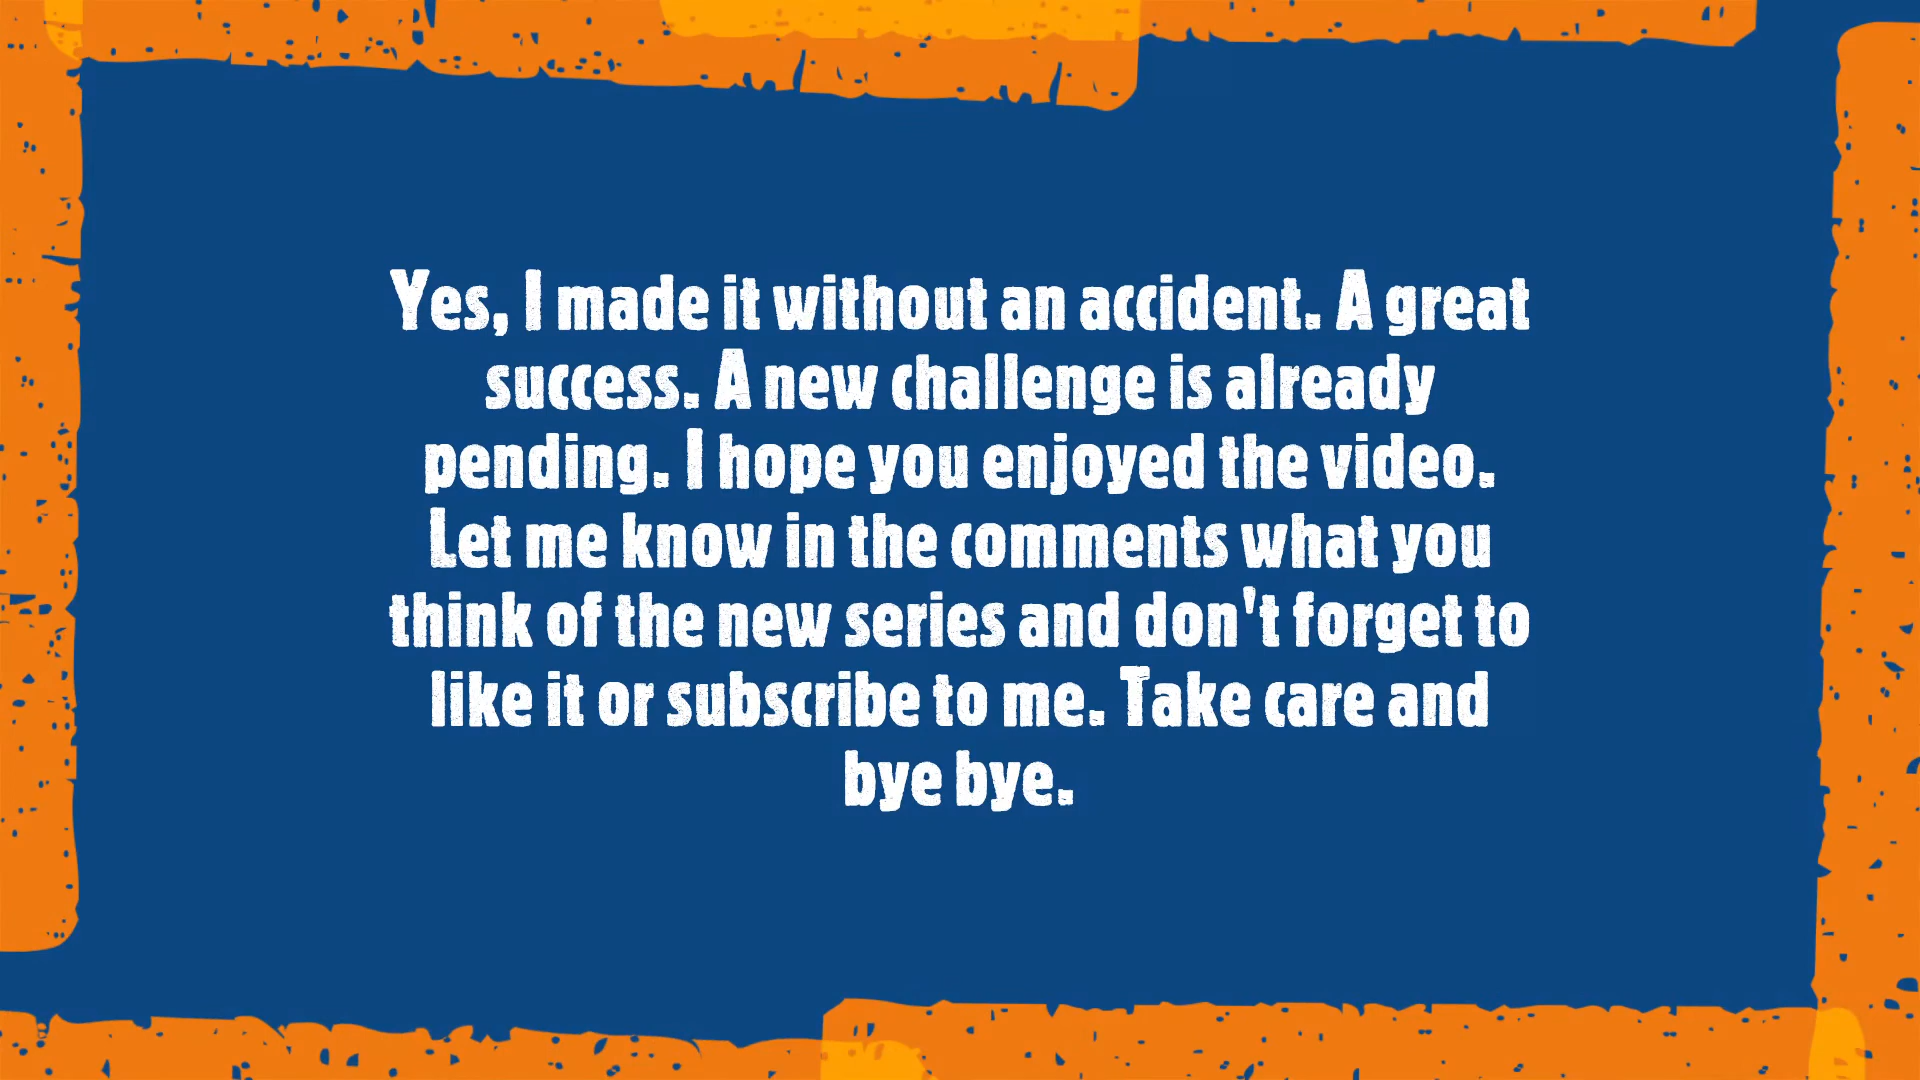 Yes, I made it without an accident. A great
success. A new challenge is already
pending. I hope you enjoyed the video.
Let me know in the comments what you
think of the new series and don't forget to
like it or subscribe to me. Take care and
bye bye.